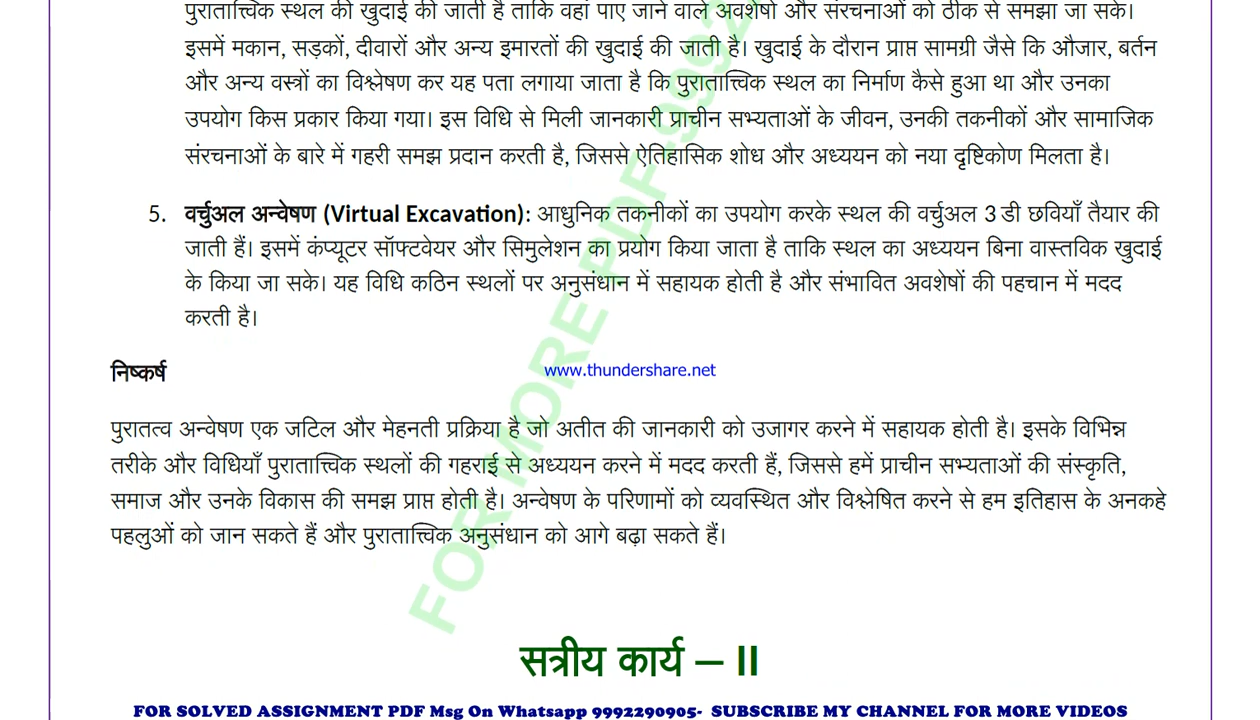 पुरातात्त्विक स्थल की खुदाई की जाती है ताकि वहां पाए जाने वाले अवशेषों और संरचनाओं को ठीक से समझा जा सके।
इसमें मकान, सड़कों, दीवारों और अन्य इमारतों की खुदाई की जाती है। खुदाई के दौरान प्राप्त सामग्री जैसे कि औजार, बर्तन
और अन्य वस्त्रों का विश्लेषण कर यह पता लगाया जाता है कि पुरातात्त्विक स्थल का निर्माण कैसे हुआ था और उनका
उपयोग किस प्रकार किया गया। इस विधि से मिली जानकारी प्राचीन सभ्यताओं के जीवन, उनकी तकनीकों और सामाजिक
संरचनाओं के बारे में गहरी समझ प्रदान करती है, जिससे ऐतिहासिक शोध और अध्ययन को नया दृष्टिकोण मिलता है।
5. वर्चुअल अन्वेषण (Virtual Excavation): आधुनिक तकनीकों का उपयोग करके स्थल की वर्चुअल 3 डी छवियाँ तैयार की
जाती हैं। इसमें कंप्यूटर सॉफ्टवेयर और सिमुलेशन का प्रयोग किया जाता है ताकि स्थल का अध्ययन बिना वास्तविक खुदाई
के किया जा सके। यह विधि कठिन स्थलों पर अनुसंधान में सहायक होती है और संभावित अवशेषों की पहचान में मदद
करती है।
निष्कर्ष
www.thundershare.net
पुरातत्व अन्वेषण एक जटिल और मेहनती प्रक्रिया है जो अतीत की जानकारी को उजागर करने में सहायक होती है। इसके विभिन्न
तरीके और विधियाँ पुरातात्त्विक स्थलों की गहराई से अध्ययन करने में मदद करती हैं, जिससे हमें प्राचीन सभ्यताओं की संस्कृति,
समाज और उनके विकास की समझ प्राप्त होती है। अन्वेषण के परिणामों को व्यवस्थित और विश्लेषित करने से हम इतिहास के अनकहे
पहलुओं को जान सकते हैं और पुरातात्त्विक अनुसंधान को आगे बढ़ा सकते हैं।
FOR MORE PDF-9992
सत्रीय कार्य – II
FOR SOLVED ASSIGNMENT PDF Msg On Whatsapp 9992290905- SUBSCRIBE MY CHANNEL FOR MORE VIDEOS